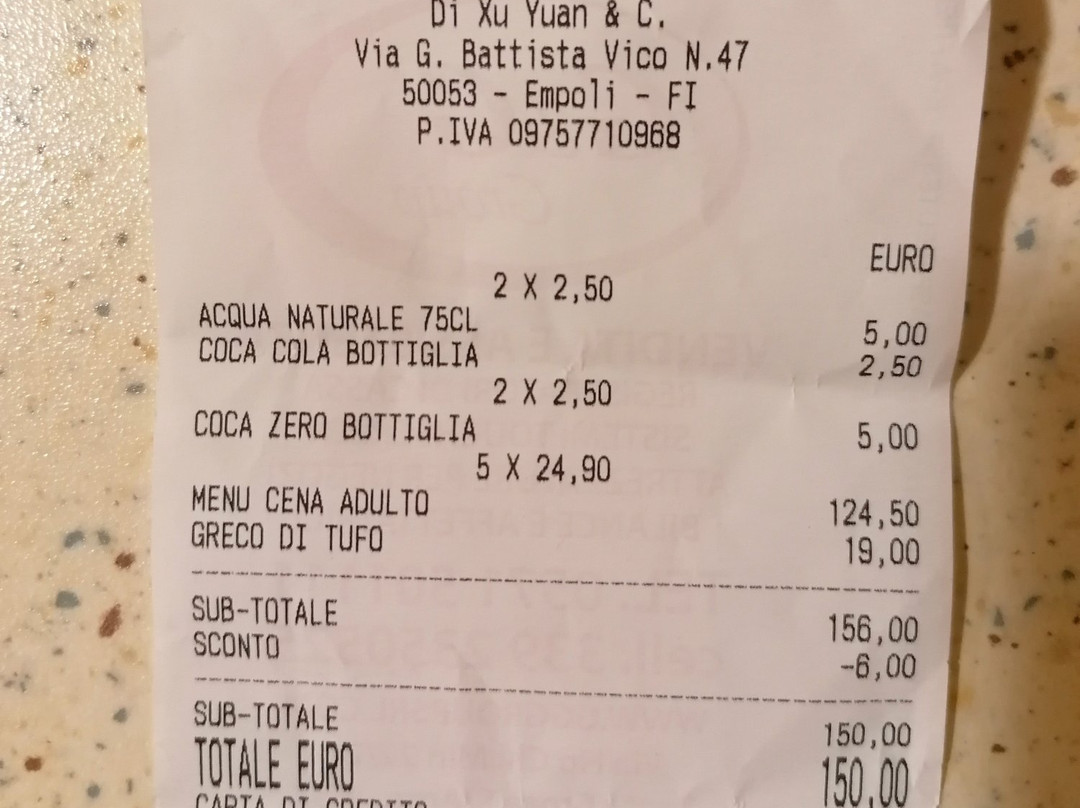 Di Xu Yuan & C.
Via G. Battista Vico N.47
50053 - Empoli - FI
P.IVA 09757710968
EURO
2 X 2,50
ACQUA NATURALE 75CL 5,00
COCA COLA BOTTIGLIA 2,50
2 X 2,50
COCA ZERO BOTTIGLIA 5,00
5 X 24,90
MENU CENA ADULTO 124,50
GRECO DI TUFO 19,00
SUB-TOTALE 156,00
SCONTO -6,00
SUB-TOTALE 150,00
TOTALE EURO 150,00
CARTA DI CREDITO